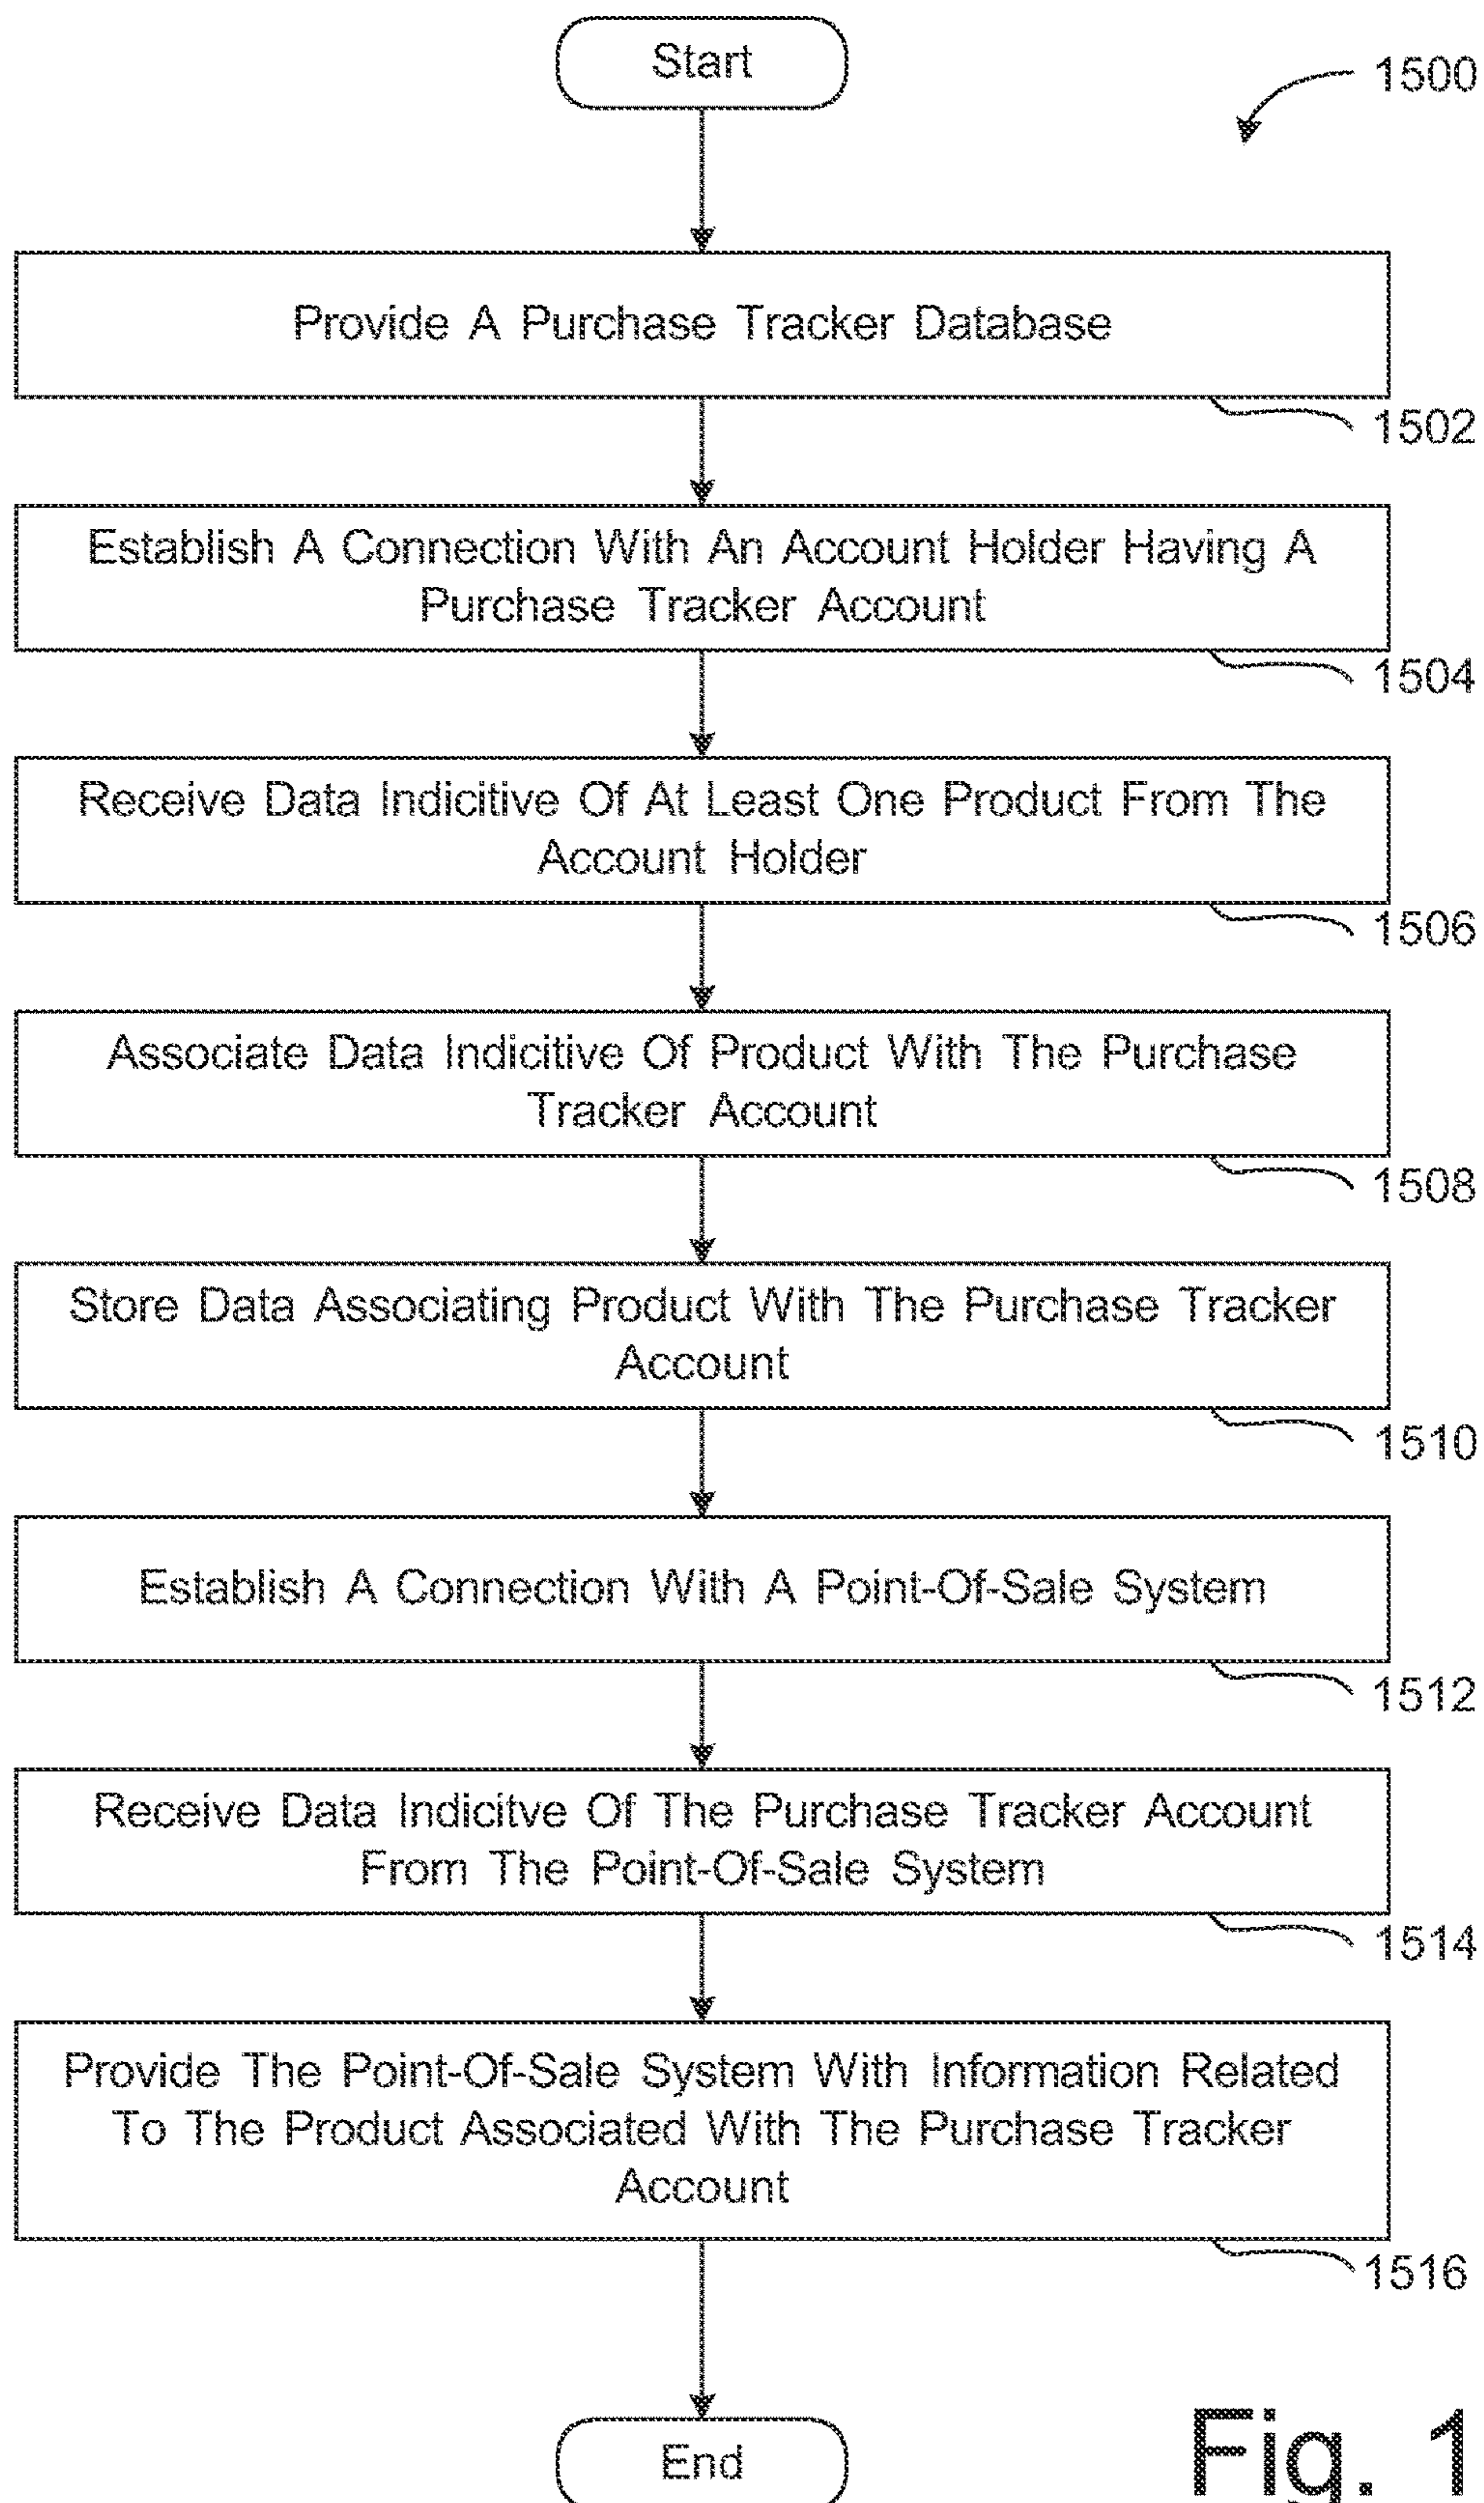 Start
1500
Provide A Purchase Tracker Database
1502
Establish A Connection With An Account Holder Having A
Purchase Tracker Account
1504
Receive Data Indicitive Of At Least One Product From The
Account Holder
1506
Associate Data Indicitive Of Product With The Purchase
Tracker Account
1508
Store Data Associating Product With The Purchase Tracker
Account
1510
Establish A Connection With A Point-Of-Sale System
1512
Receive Data Indicitve Of The Purchase Tracker Account
From The Point-Of-Sale System
1514
Provide The Point-Of-Sale System With Information Related
To The Product Associated With The Purchase Tracker
Account
1516
End
Fig. 1